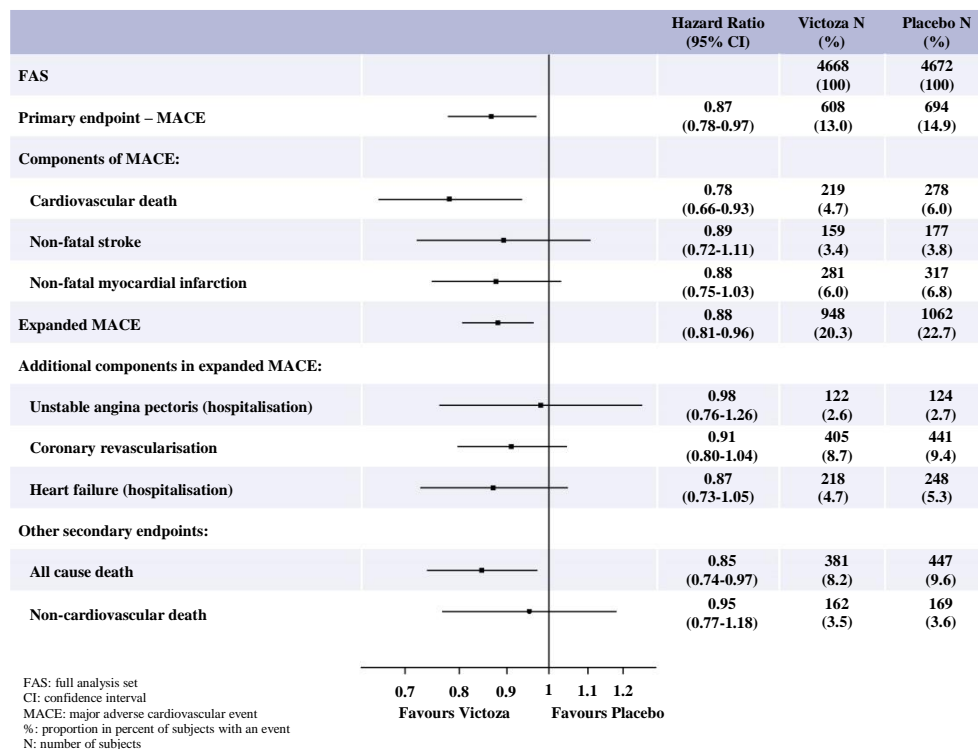 Hazard Ratio Victoza N Placebo N
(95% CI) (%) (%)
4668 4672
FAS
(100) (100)
0.87 608 694
Primary endpoint – MACE
(0.78-0.97) (13.0) (14.9)
Components of MACE:
0.78 219 278
Cardiovascular death
(0.66-0.93) (4.7) (6.0)
0.89 159 177
Non-fatal stroke
(0.72-1.11) (3.4) (3.8)
0.88 281 317
Non-fatal myocardial infarction
(0.75-1.03) (6.0) (6.8)
0.88 948 1062
Expanded MACE
(0.81-0.96) (20.3) (22.7)
Additional components in expanded MACE:
0.98 122 124
Unstable angina pectoris (hospitalisation)
(0.76-1.26) (2.6) (2.7)
0.91 405 441
Coronary revascularisation
(0.80-1.04) (8.7) (9.4)
0.87 218 248
Heart failure (hospitalisation)
(0.73-1.05) (4.7) (5.3)
Other secondary endpoints:
0.85 381 447
All cause death
(0.74-0.97) (8.2) (9.6)
0.95 162 169
Non-cardiovascular death
(0.77-1.18) (3.5) (3.6)
0.7 0.8 0.9 1 1.1 1.2
Favours Victoza Favours Placebo
FAS: full analysis set
CI: confidence interval
MACE: major adverse cardiovascular event
%: proportion in percent of subjects with an event
N: number of subjects